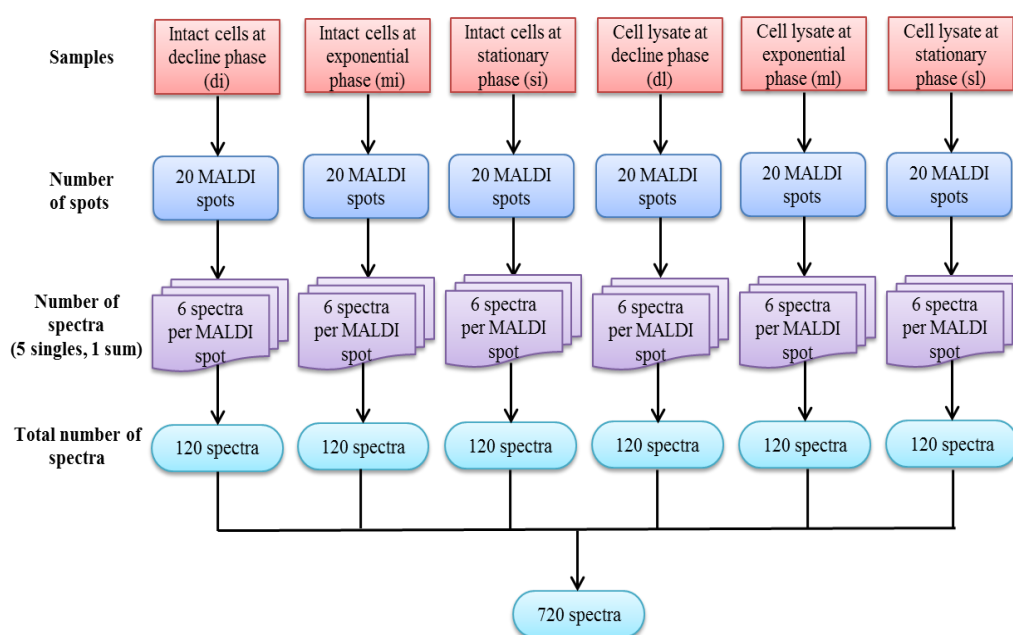 Samples
Intact cells at
decline phase
(di)
Intact cells at
exponential
phase (mi)
Intact cells at
stationary
phase (si)
Cell lysate at
decline phase
(dl)
Cell lysate at
exponential
phase (ml)
Cell lysate at
stationary
phase (sl)
Number
of spots
20 MALDI
spots
20 MALDI
spots
20 MALDI
spots
20 MALDI
spots
20 MALDI
spots
20 MALDI
spots
Number of
spectra
(5 singles, 1 sum)
6 spectra
per MALDI
spot
6 spectra
per MALDI
spot
6 spectra
per MALDI
spot
6 spectra
per MALDI
spot
6 spectra
per MALDI
spot
6 spectra
per MALDI
spot
Total number of
spectra
120 spectra
120 spectra
120 spectra
120 spectra
120 spectra
120 spectra
720 spectra